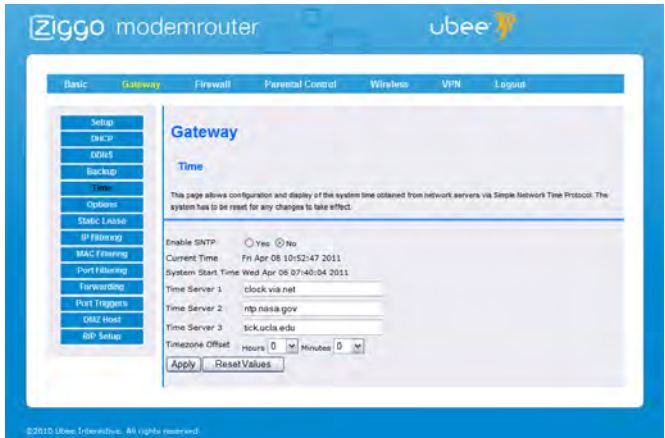 Ziggo modemrouter
ubee
Basic Gateway Firewall Parental Control Wireless VPN Logout
Setup
DHCP
DDNS
Backup
Time
Options
Static Lease
IP Filtering
MAC Filtering
Port Filtering
Forwarding
Port Triggers
DMZ Host
RIP Setup
Gateway
Time
This page allows configuration and display of the system time obtained from network servers via Simple Network Time Protocol. The
system has to be reset for any changes to take effect.
Enable SNTP Yes No
Current Time Fri Apr 08 10:52:47 2011
System Start Time Wed Apr 06 07:40:04 2011
Time Server 1 clock.via.net
Time Server 2 ntp.nasa.gov
Time Server 3 tick.ucla.edu
Timezone Offset Hours 0 Minutes 0
Apply Reset Values
©2010 Ubee Interactive. All rights reserved.